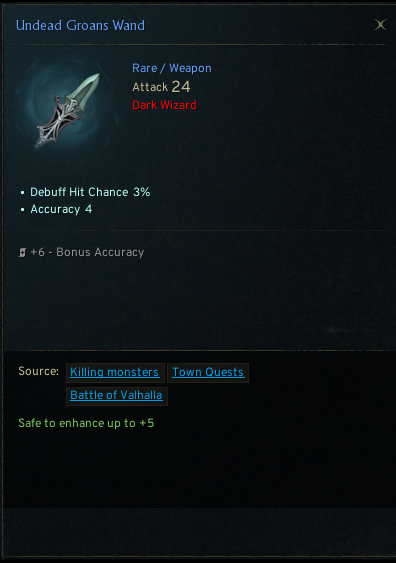 Undead Groans Wand
Rare / Weapon
Attack 24
Dark Wizard
• Debuff Hit Chance 3%
• Accuracy 4
+6 - Bonus Accuracy
Source: Killing monsters Town Quests
Battle of Valhalla
Safe to enhance up to +5